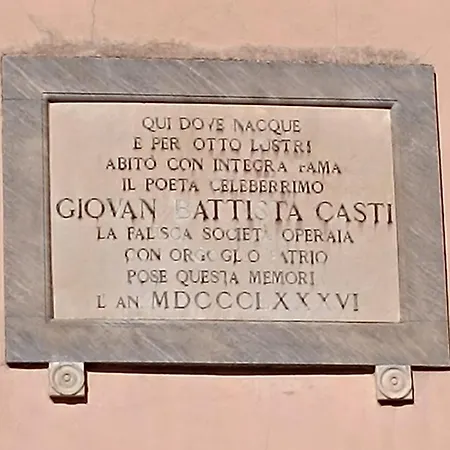 QUI DOVE NACQUE
E PER OTTO LUSTRI
ABITÒ CON INTEGRA FAMA
IL POETA CELEBERRIMO
GIOVAN BATTISTA CASTI
LA FALISCA SOCIETÀ OPERAIA
CON ORGOGLIO PATRIO
POSE QUESTA MEMORI
L'AN. MDCCCLXXXVI